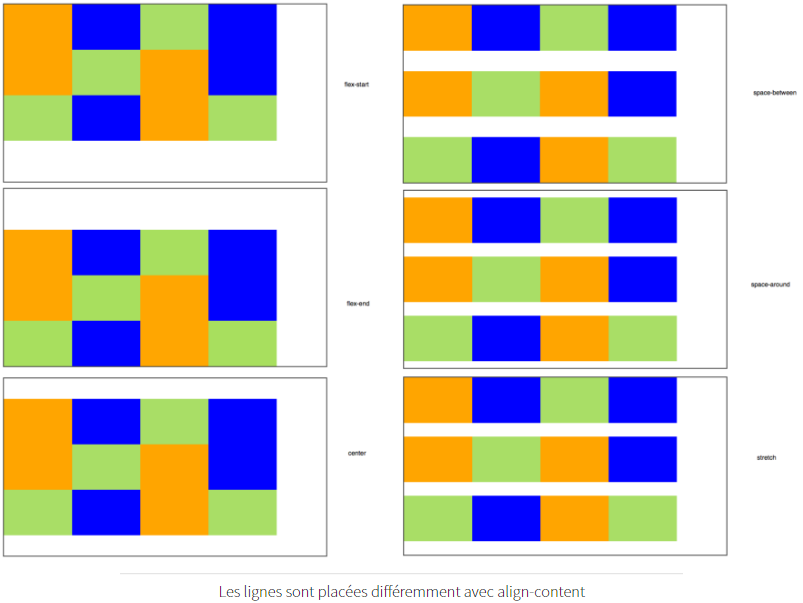 flex-start
space-between
flex-end
space-around
center
stretch
Les lignes sont placées différemment avec align-content